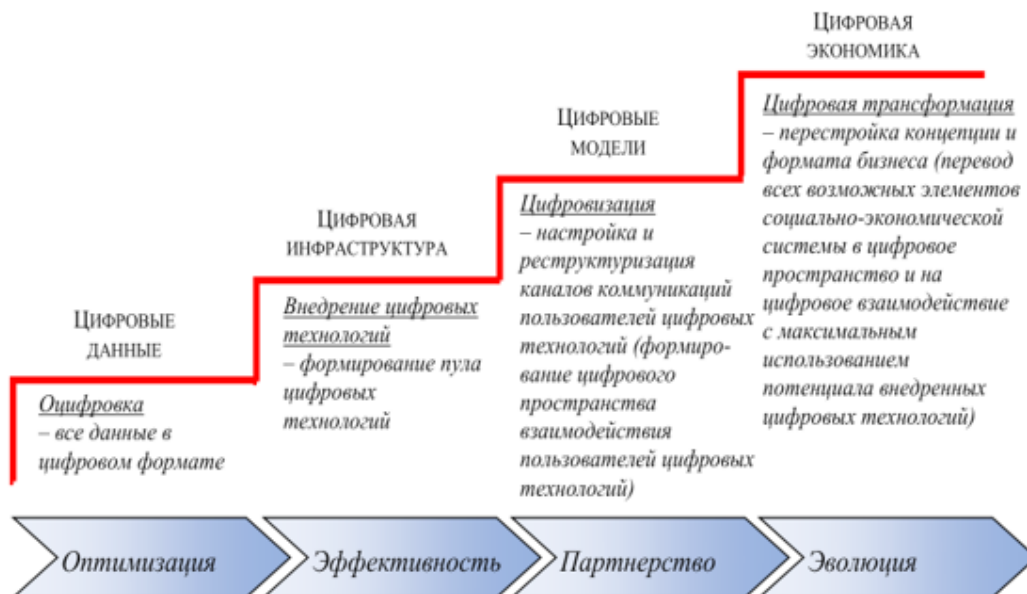 ЦИФРОВЫЕ
ДАННЫЕ
Оцифровка
– все данные в
цифровом формате
ЦИФРОВАЯ
ИНФРАСТРУКТУРА
Внедрение цифровых
технологий
– формирование пула
цифровых
технологий
ЦИФРОВЫЕ
МОДЕЛИ
Цифровизация
– настройка и
реструктуризация
каналов коммуникаций
пользователей цифровых
технологий (формиро-
вание цифрового
пространства
взаимодействия
пользователей цифровых
технологий)
ЦИФРОВАЯ
ЭКОНОМИКА
Цифровая трансформация
– перестройка концепции и
формата бизнеса (перевод
всех возможных элементов
социально-экономической
системы в цифровое
пространство и на
цифровое взаимодействие
с максимальным
использованием
потенциала внедренных
цифровых технологий)
Оптимизация
Эффективность
Партнерство
Эволюция